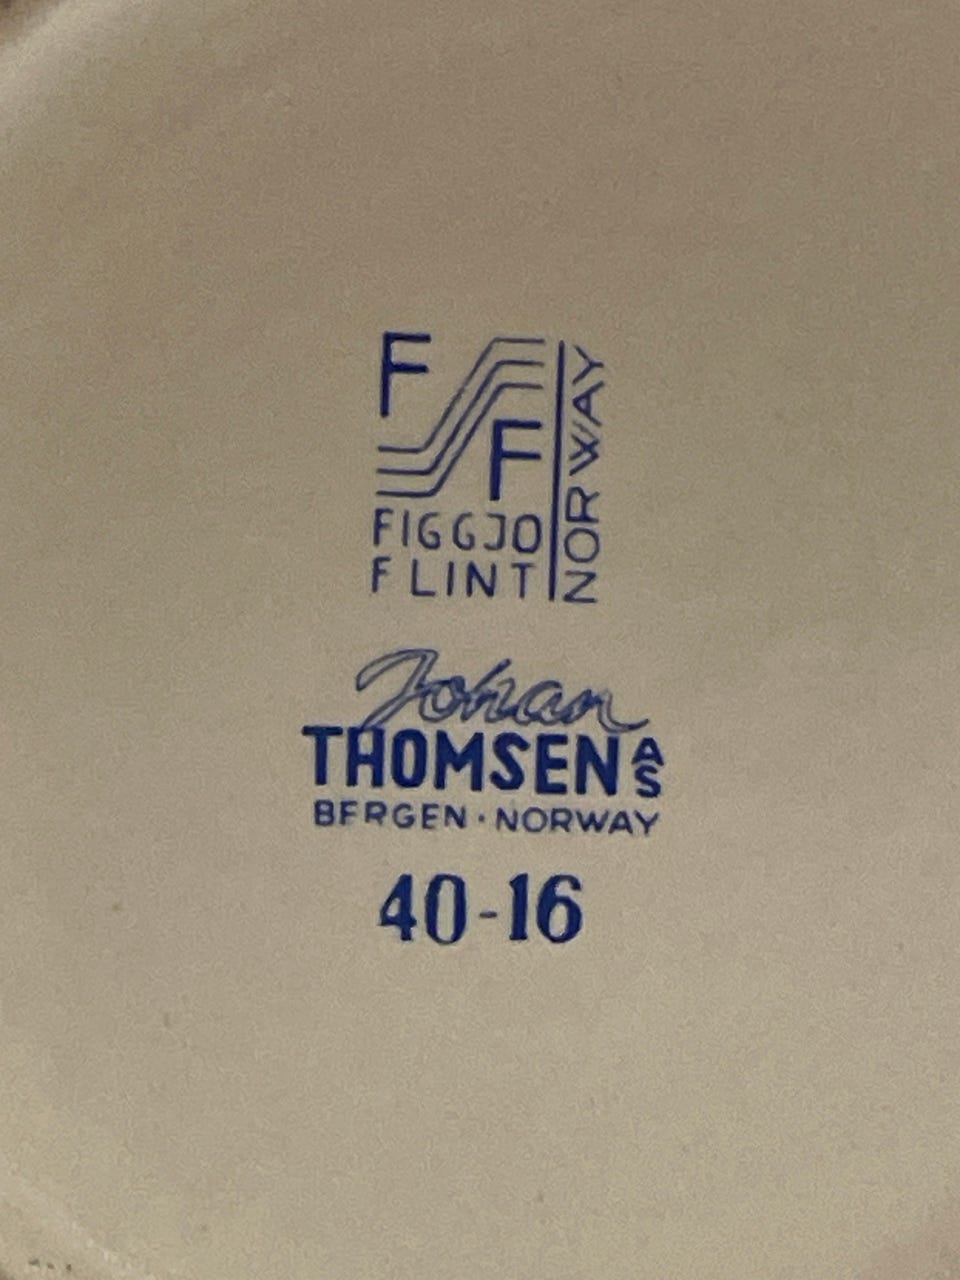 F
F
FIGGJO
FLINT
NORWAY
Johan
THOMSEN AS
BERGEN · NORWAY
40-16